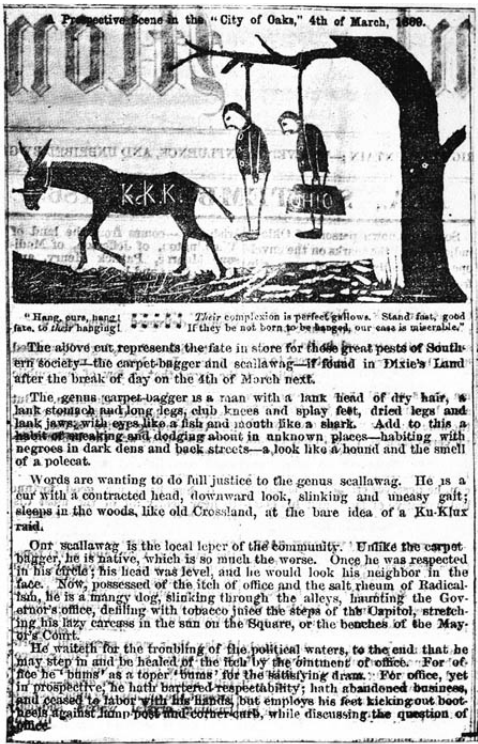 A Prospective Scene in the "City of Oaks," 4th of March, 1869.
K.K.K.
OHIO
"Hang, curs, hang! Their complexion is perfect gallows. Stand fast, good
fate, to their hanging! If they be not born to be hanged, our case is miserable."
The above cut represents the fate in store for those great pests of South-
ern society—the carpet-bagger and scallawag—if found in Dixie's Land
after the break of day on the 4th of March next.
The genus carpet-bagger is a man with a lank head of dry hair, a
lank stomach and long legs, club knees and splay feet, dried legs and
lank jaws, with eyes like a fish and mouth like a shark. Add to this a
habit of sneaking and dodging about in unknown places—habiting with
negroes in dark dens and back streets—a look like a hound and the smell
of a polecat.
Words are wanting to do full justice to the genus scallawag. He is a
cur with a contracted head, downward look, slinking and uneasy gait;
sleeps in the woods, like old Crossland, at the bare idea of a Ku-Klux
raid.
Our scallawag is the local leper of the community. Unlike the carpet
bagger, he is native, which is so much the worse. Once he was respected
in his circle; his head was level, and he would look his neighbor in the
face. Now, possessed of the itch of office and the salt rheum of Radical-
ism, he is a mangy dog, slinking through the alleys, haunting the Gov-
ernor's office, defiling with tobacco juice the steps of the Capitol, stretch-
ing his lazy carcass in the sun on the Square, or the benches of the May-
or's Court.
He waiteth for the troubling of the political waters, to the end that he
may step in and be healed of the itch by the ointment of office. For of-
fice he 'bums' as a toper 'bums' for the satisfying dram. For office, yet
in prospective, he hath bartered respectability; hath abandoned business,
and ceased to labor with his hands, but employs his feet kicking out boot-
heels against lamp-post and corner-curb, while discussing the question of
office.